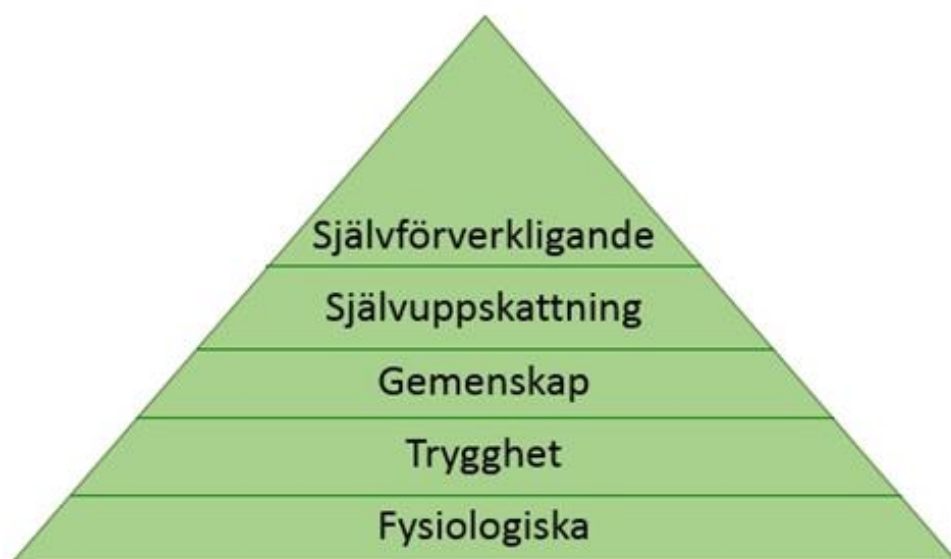 Självförverkligande
Självuppskattning
Gemenskap
Trygghet
Fysiologiska